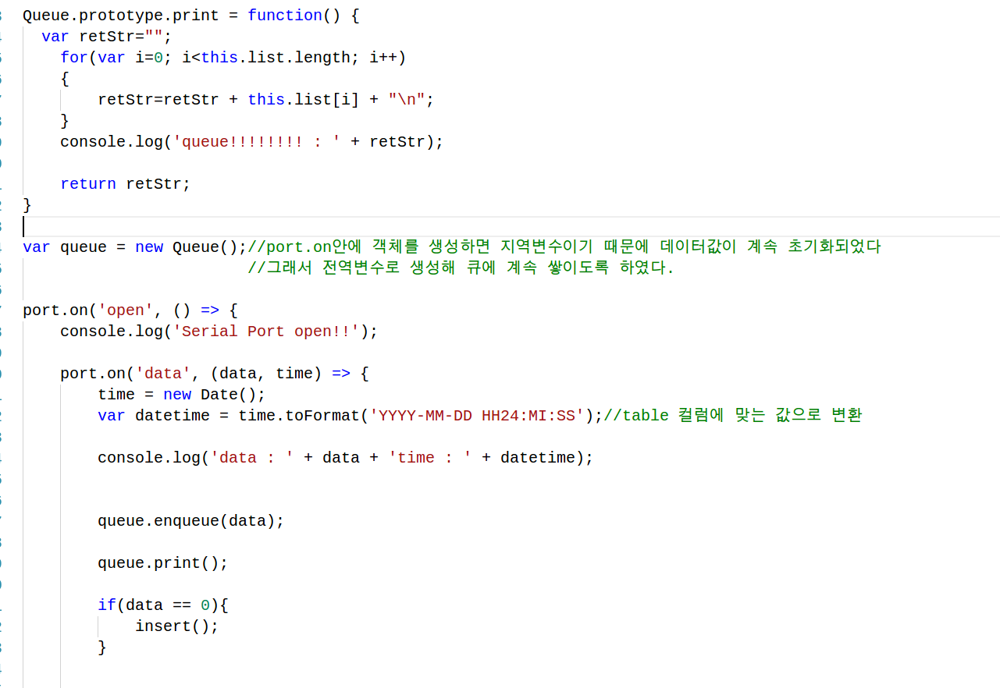 Queue.prototype.print = function() {
var retStr="";
for(var i=0; i<this.list.length; i++)
{
retStr=retStr + this.list[i] + "\n";
}
console.log('queue!!!!!!!! : ' + retStr);
return retStr;
}
var queue = new Queue();//port.on안에 객체를 생성하면 지역변수이기 때문에 데이터값이 계속 초기화되었다
//그래서 전역변수로 생성해 큐에 계속 쌓이도록 하였다.
port.on('open', () => {
console.log('Serial Port open!!');
port.on('data', (data, time) => {
time = new Date();
var datetime = time.toFormat('YYYY-MM-DD HH24:MI:SS');//table 컬럼에 맞는 값으로 변환
console.log('data : ' + data + 'time : ' + datetime);
queue.enqueue(data);
queue.print();
if(data == 0){
insert();
}